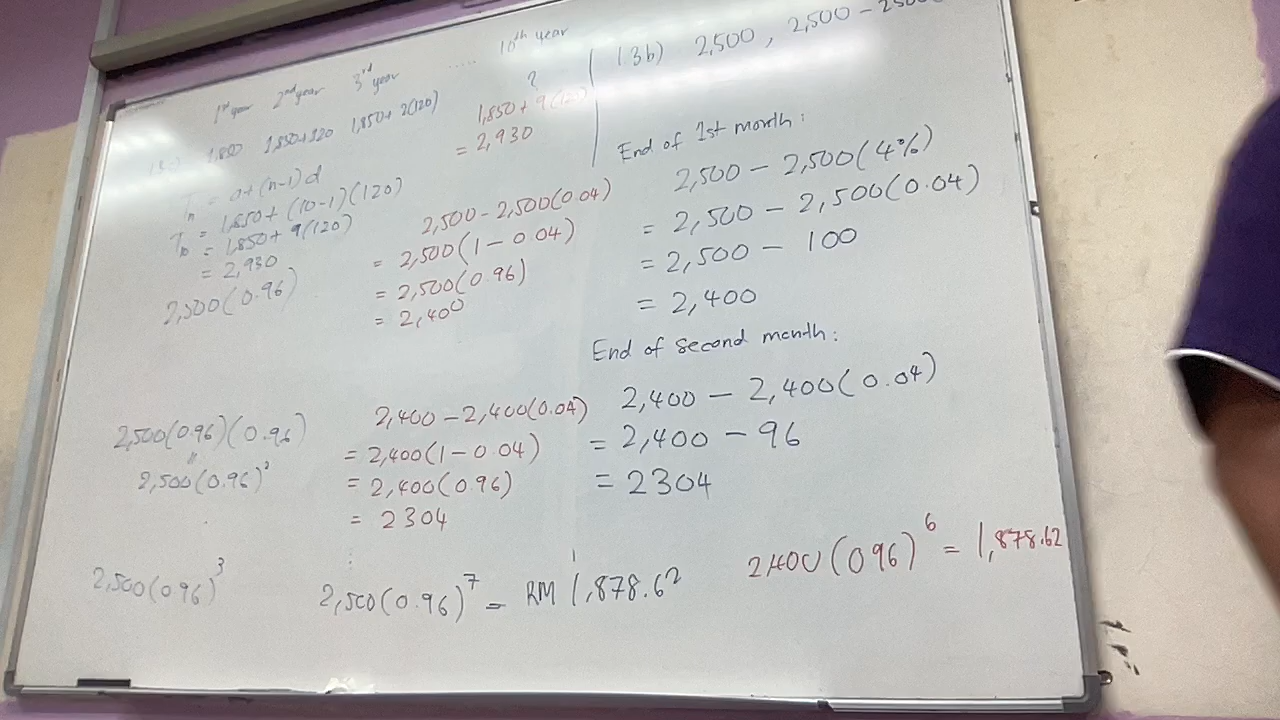 1st year 2nd year 3rd year ..... 10th year
1,850 1,850+120 1,850+2(120) ?
1,850+9(120)
= 2,930
Tn = a+(n-1)d
T10 = 1,850+(10-1)(120)
= 1,850+9(120)
= 2,930
2,500(0.96)
2,500-2,500(0.04)
= 2,500(1-0.04)
= 2,500(0.96)
= 2,400
2,500(0.96)(0.96)
"
2,500(0.96)²
2,400-2,400(0.04)
= 2,400(1-0.04)
= 2,400(0.96)
= 2304
2,500(0.96)³
2,500(0.96)⁷ = RM 1,878.62
1.3b) 2,500, 2,500-
End of 1st month:
2,500 - 2,500(4%)
= 2,500 - 2,500(0.04)
= 2,500 - 100
= 2,400
End of second month:
2,400 - 2,400(0.04)
= 2,400 - 96
= 2304
2,400(0.96)⁶ = 1,878.62